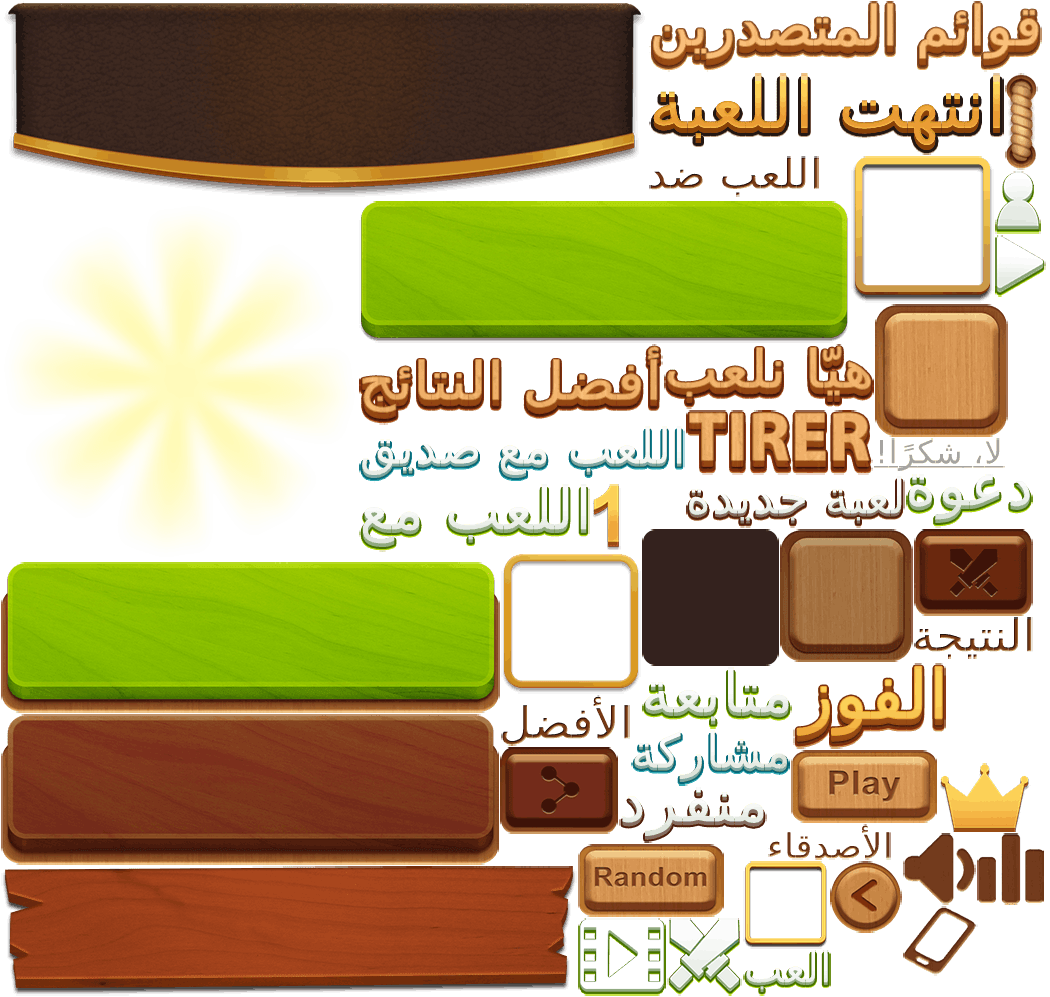 قوائم المتصدرين
انتهت اللعبة
اللعب ضد
هيّا نلعب
أفضل النتائج
TIRER
اللعب مع صديق
لا، شكرًا!
دعوة
لعبة جديدة
1
اللعب مع
النتيجة
متابعة
الفوز
الأفضل
مشاركة
Play
منفرد
الأصدقاء
Random
العب